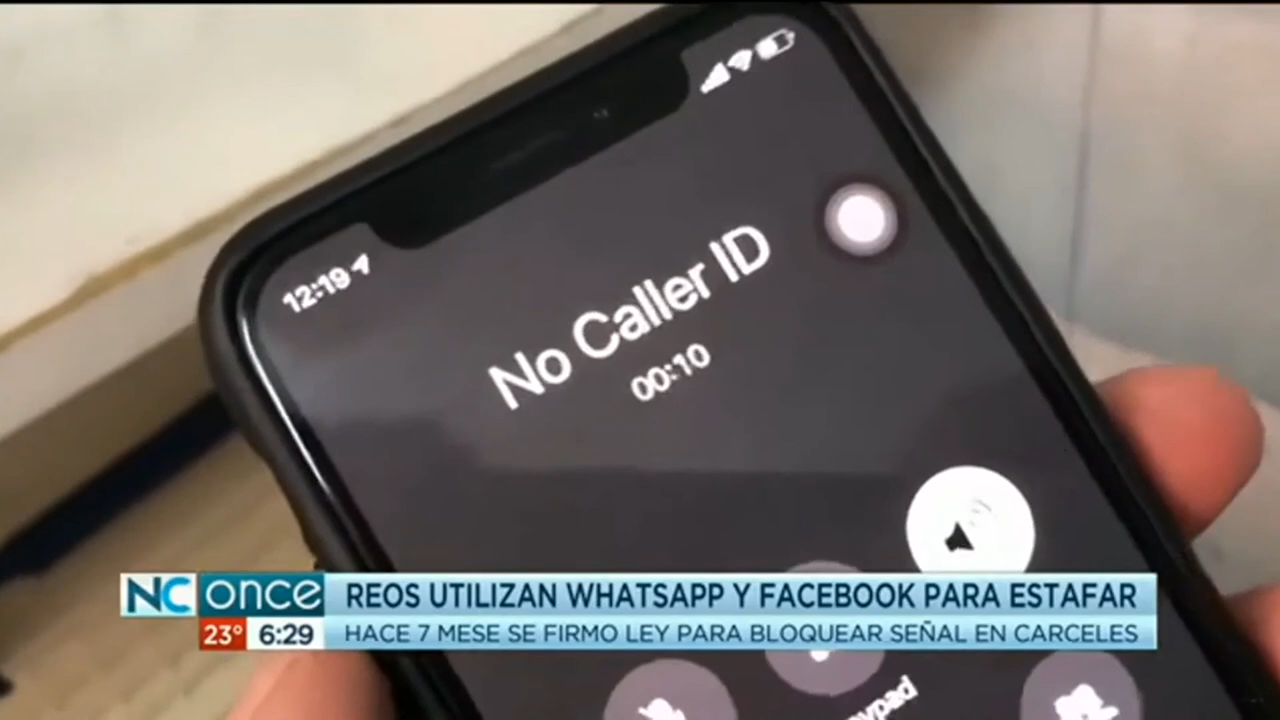 12:19
No Caller ID
00:10
NC once
REOS UTILIZAN WHATSAPP Y FACEBOOK PARA ESTAFAR
23° 6:29
HACE 7 MESE SE FIRMO LEY PARA BLOQUEAR SEÑAL EN CARCELES